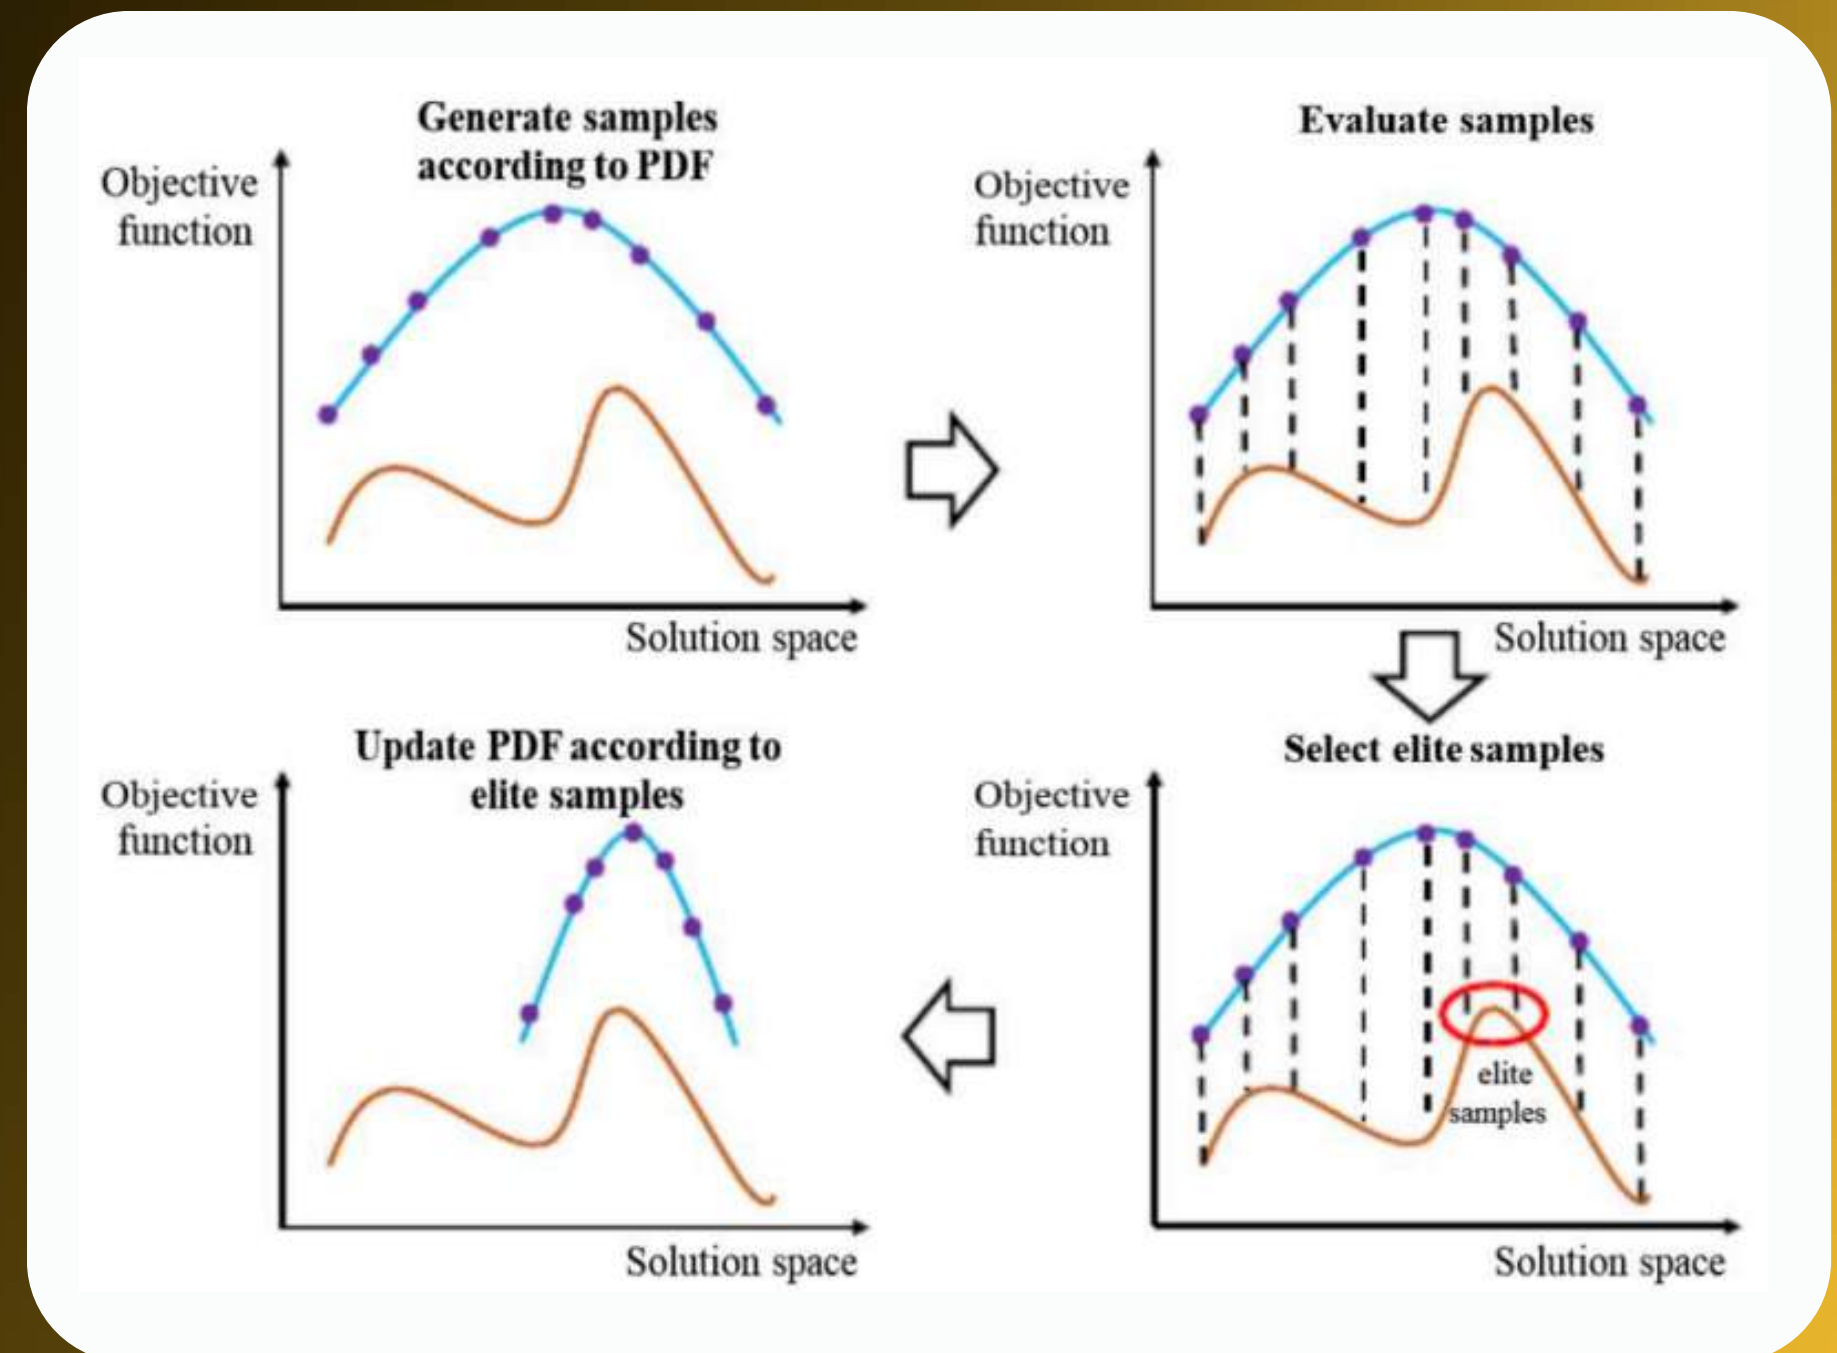 Generate samples
according to PDF
Objective
function
Solution space
Evaluate samples
Objective
function
Solution space
Select elite samples
Objective
function
elite
samples
Solution space
Update PDF according to
elite samples
Objective
function
Solution space